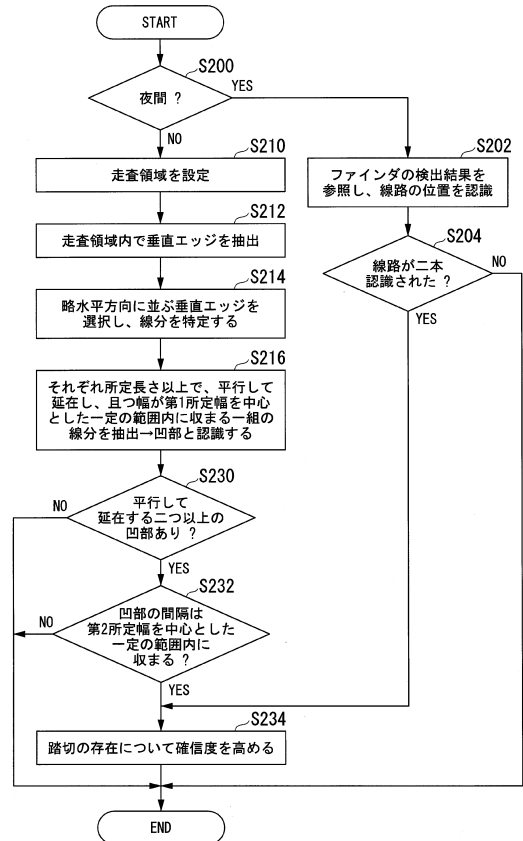 START
S200
夜間 ?
YES
NO
S210
走査領域を設定
S212
走査領域内で垂直エッジを抽出
S214
略水平方向に並ぶ垂直エッジを
選択し、線分を特定する
S216
それぞれ所定長さ以上で、平行して
延在し、且つ幅が第1所定幅を中心
とした一定の範囲内に収まる一組の
線分を抽出→凹部と認識する
S230
平行して
延在する二つ以上の
凹部あり ?
NO
YES
S232
凹部の間隔は
第2所定幅を中心とした
一定の範囲内に
収まる ?
NO
YES
S234
踏切の存在について確信度を高める
END
S202
ファインダの検出結果を
参照し、線路の位置を認識
S204
線路が二本
認識された ?
NO
YES